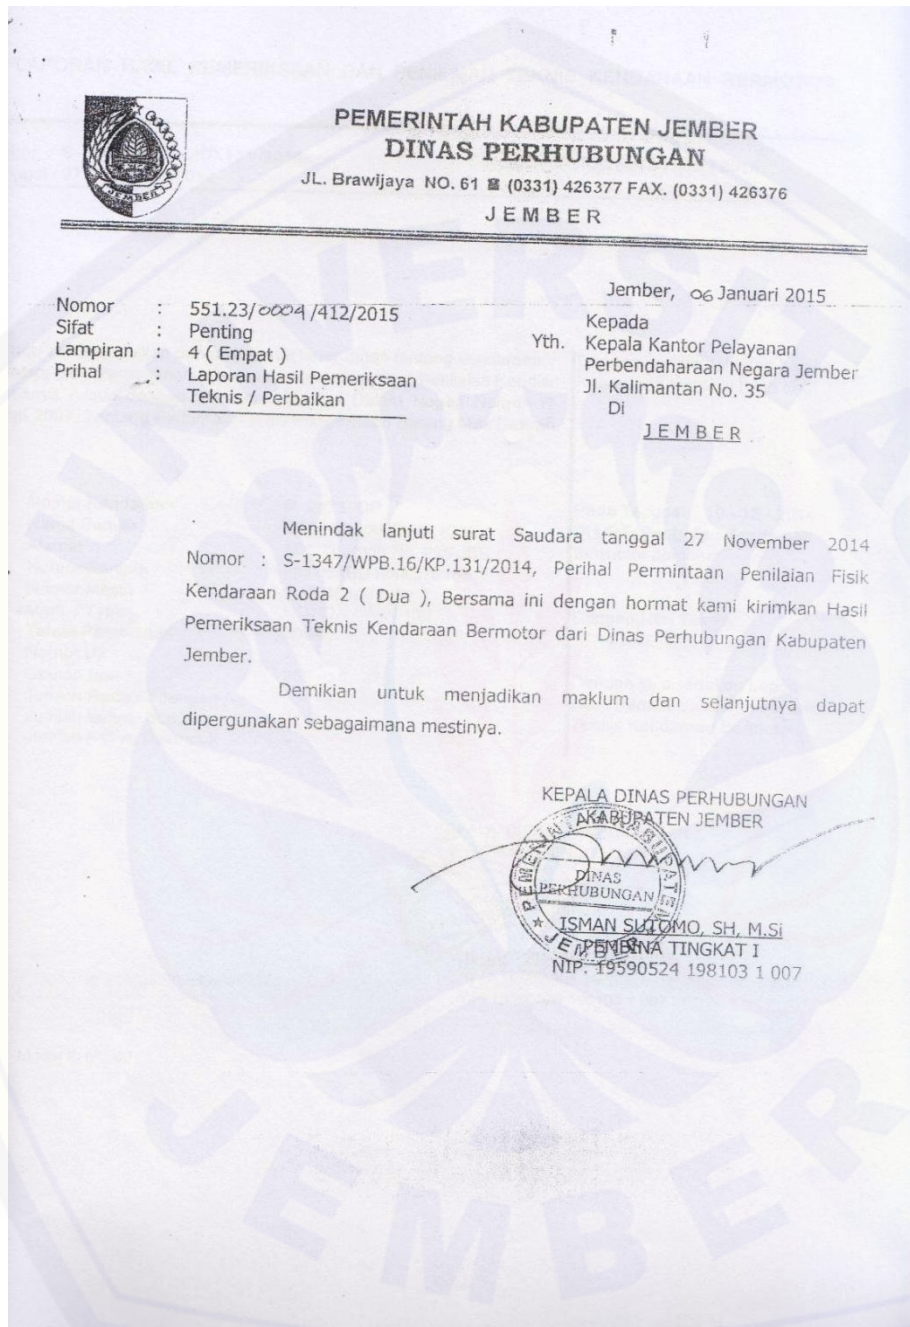 PEMERINTAH KABUPATEN JEMBER
DINAS PERHUBUNGAN
JL. Brawijaya NO. 61 ☎ (0331) 426377 FAX. (0331) 426376
J E M B E R
JEMBER
Jember, 06 Januari 2015
Nomor : 551.23/0004/412/2015
Sifat : Penting
Lampiran : 4 ( Empat )
Prihal : Laporan Hasil Pemeriksaan
Teknis / Perbaikan
Kepada
Yth. Kepala Kantor Pelayanan
Perbendaharaan Negara Jember
Jl. Kalimantan No. 35
Di
J E M B E R
Menindak lanjuti surat Saudara tanggal 27 November 2014
Nomor : S-1347/WPB.16/KP.131/2014, Perihal Permintaan Penilaian Fisik
Kendaraan Roda 2 ( Dua ), Bersama ini dengan hormat kami kirimkan Hasil
Pemeriksaan Teknis Kendaraan Bermotor dari Dinas Perhubungan Kabupaten
Jember.
Demikian untuk menjadikan maklum dan selanjutnya dapat
dipergunakan sebagaimana mestinya.
KEPALA DINAS PERHUBUNGAN
KABUPATEN JEMBER
PEMERINTAH KABUPATEN
DINAS
PERHUBUNGAN
JEMBER
ISMAN SUTOMO, SH, M.Si
PEMBINA TINGKAT I
NIP. 19590524 198103 1 007
UNIVERSITAS
JEMBER